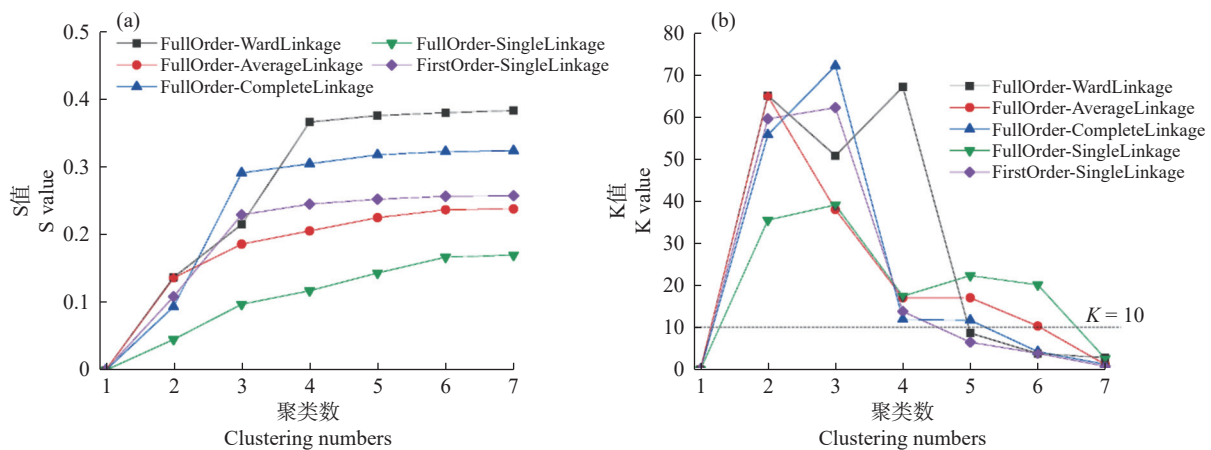 (a)
0.5
0.4
0.3
0.2
0.1
0
S值
S value
FullOrder-WardLinkage
FullOrder-AverageLinkage
FullOrder-CompleteLinkage
FullOrder-SingleLinkage
FirstOrder-SingleLinkage
1 2 3 4 5 6 7
聚类数
Clustering numbers
(b)
80
70
60
50
40
30
20
10
0
K值
K value
FullOrder-WardLinkage
FullOrder-AverageLinkage
FullOrder-CompleteLinkage
FullOrder-SingleLinkage
FirstOrder-SingleLinkage
K = 10
1 2 3 4 5 6 7
聚类数
Clustering numbers